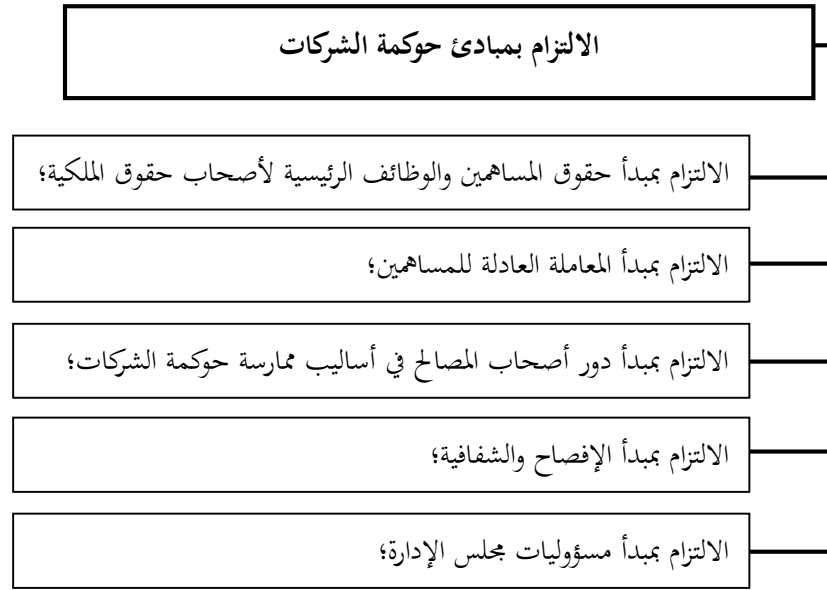 الالتزام بمبادئ حوكمة الشركات
الالتزام بمبدأ حقوق المساهمين والوظائف الرئيسية لأصحاب حقوق الملكية؛
الالتزام بمبدأ المعاملة العادلة للمساهمين؛
الالتزام بمبدأ دور أصحاب المصالح في أساليب ممارسة حوكمة الشركات؛
الالتزام بمبدأ الإفصاح والشفافية؛
الالتزام بمبدأ مسؤوليات مجلس الإدارة؛